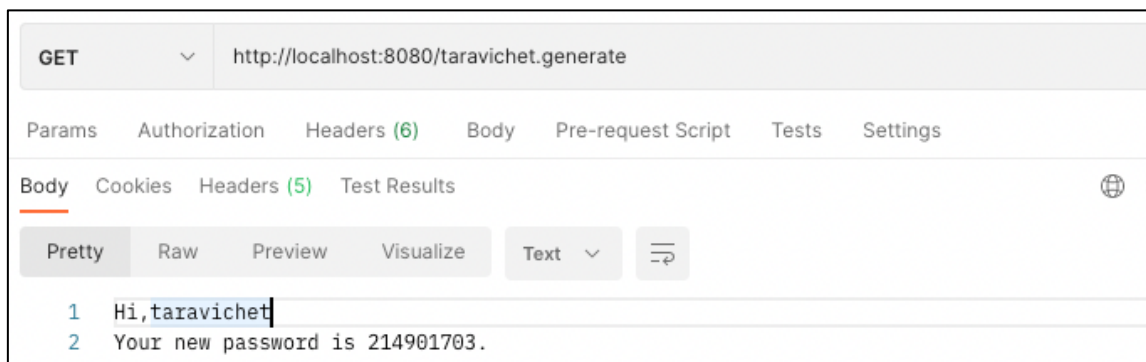 GET http://localhost:8080/taravichet.generate
Params Authorization Headers (6) Body Pre-request Script Tests Settings
Body Cookies Headers (5) Test Results
Pretty Raw Preview Visualize Text
1 Hi,taravichet
2 Your new password is 214901703.